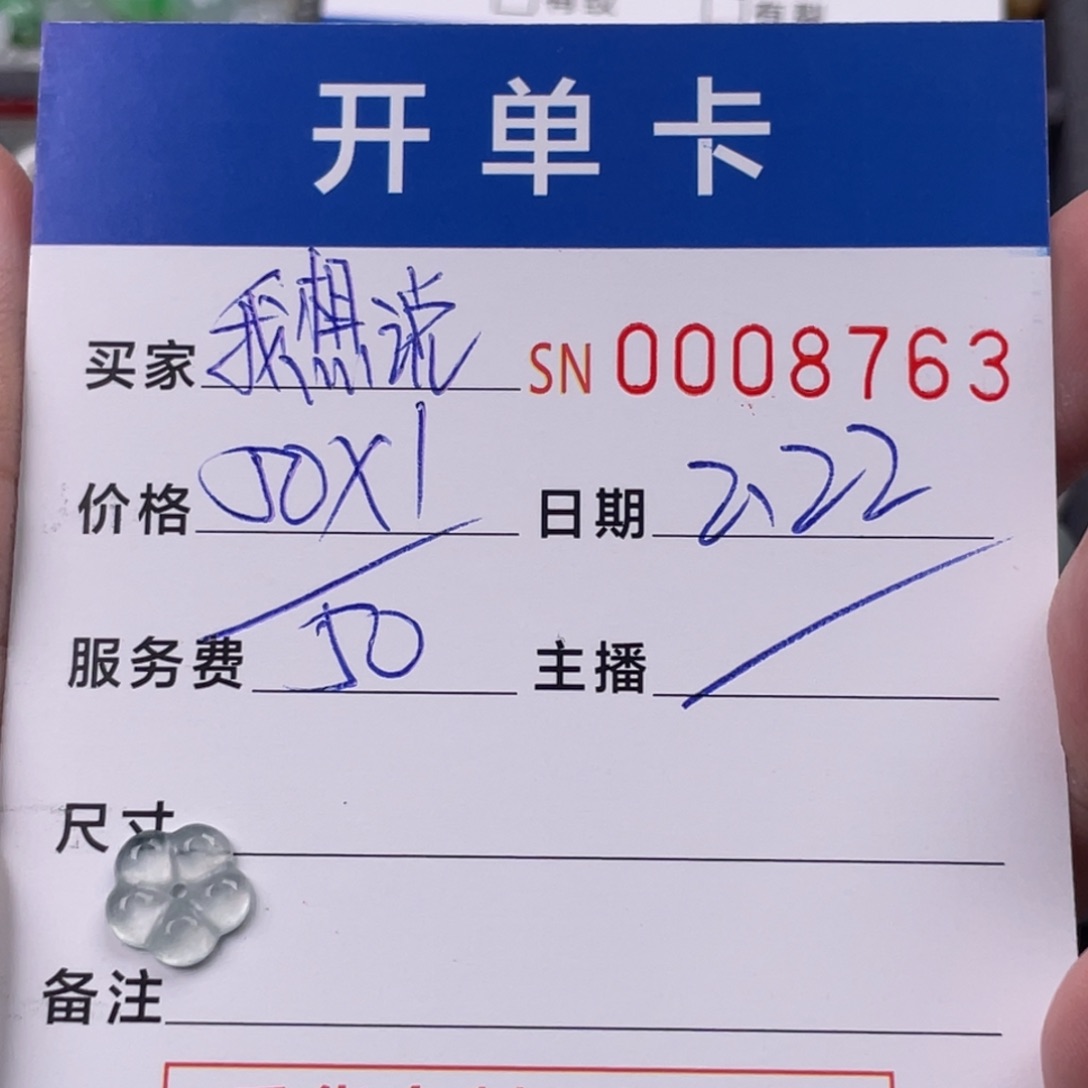 开单卡
买家 我想说 SN 0008763
价格 50X1 日期 2.22
服务费 50 主播 /
尺寸
备注